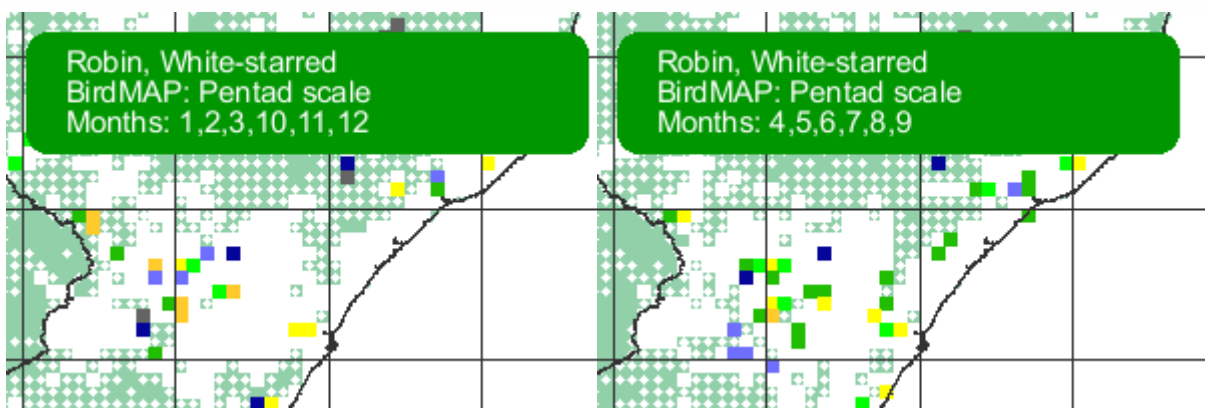 Robin, White-starred
BirdMAP: Pentad scale
Months: 1,2,3,10,11,12
Robin, White-starred
BirdMAP: Pentad scale
Months: 4,5,6,7,8,9